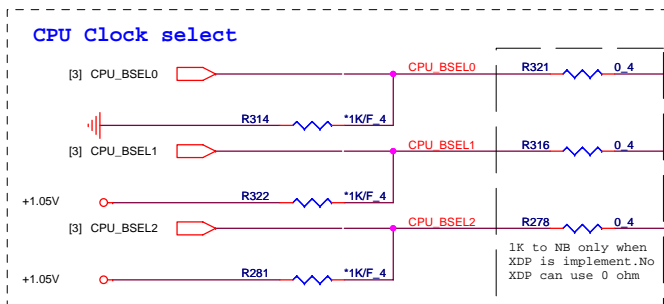 CPU Clock select
[3] CPU_BSEL0 CPU_BSEL0 R321 0_4
R314 *1K/F_4
[3] CPU_BSEL1 CPU_BSEL1 R316 0_4
+1.05V R322 *1K/F_4
[3] CPU_BSEL2 CPU_BSEL2 R278 0_4
1K to NB only when
XDP is implement.No
XDP can use 0 ohm
+1.05V R281 *1K/F_4